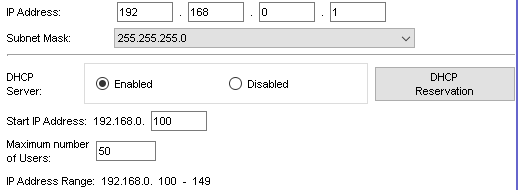 IP Address: 192 . 168 . 0 . 1
Subnet Mask: 255.255.255.0
DHCP Server: Enabled Disabled DHCP Reservation
Start IP Address: 192.168.0. 100
Maximum number of Users: 50
IP Address Range: 192.168.0. 100 - 149